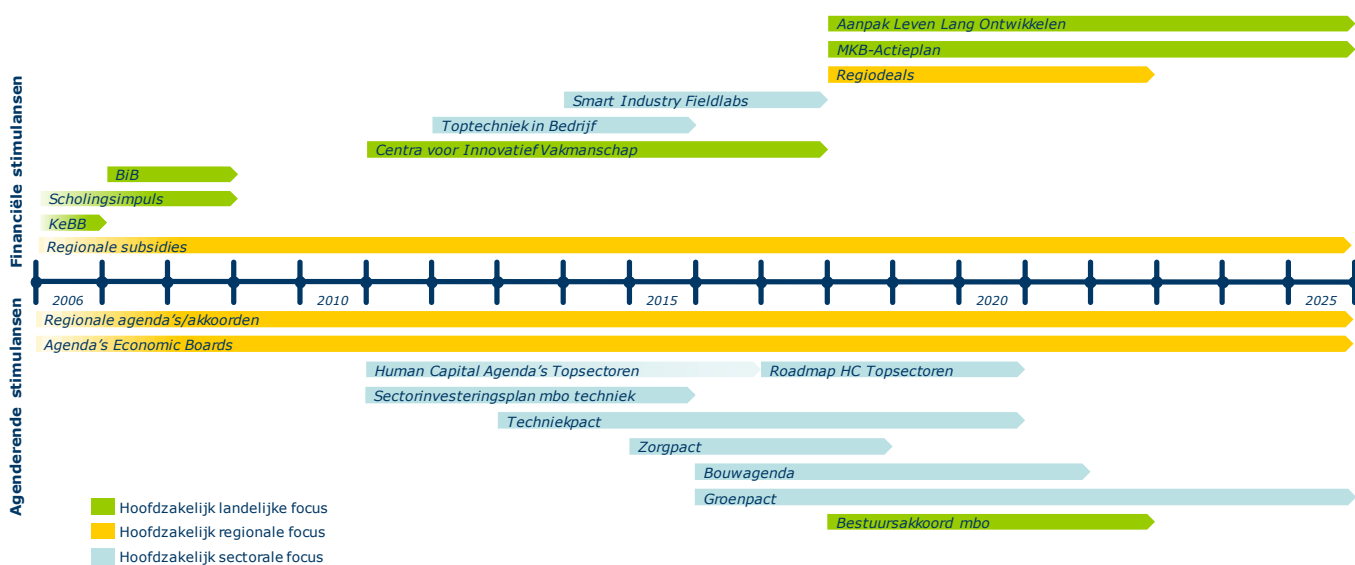 Aanpak Leven Lang Ontwikkelen
MKB-Actieplan
Regiodeals
Smart Industry Fieldlabs
Toptechniek in Bedrijf
Centra voor Innovatief Vakmanschap
BiB
Scholingsimpuls
KeBB
Regionale subsidies
Financiële stimulansen
2006
2010
2015
2020
2025
Agenderende stimulansen
Regionale agenda's/akkoorden
Agenda's Economic Boards
Human Capital Agenda's Topsectoren
Roadmap HC Topsectoren
Sectorinvesteringsplan mbo techniek
Techniekpact
Zorgpact
Bouwagenda
Groenpact
Bestuursakkoord mbo
Hoofdzakelijk landelijke focus
Hoofdzakelijk regionale focus
Hoofdzakelijk sectorale focus